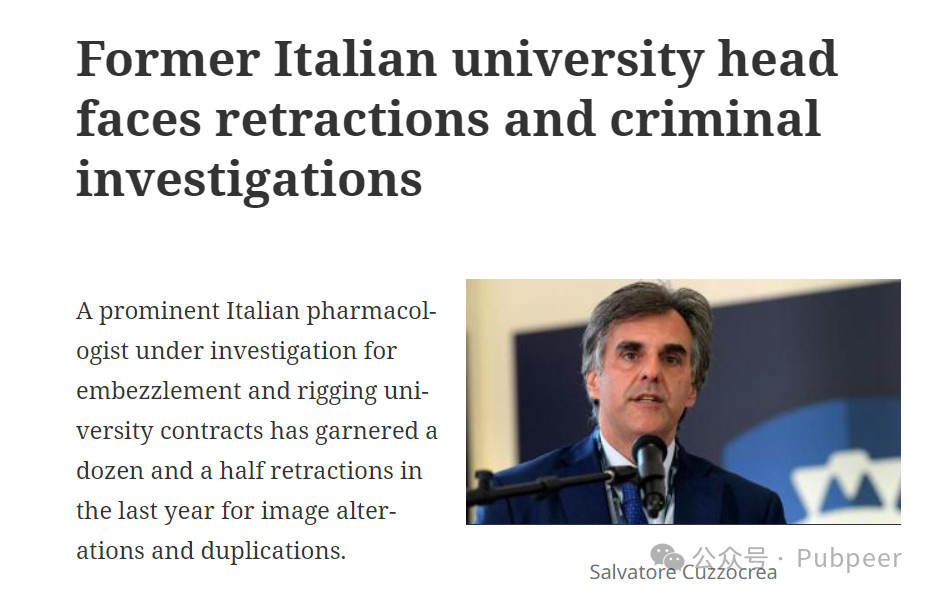 Former Italian university head
faces retractions and criminal
investigations
A prominent Italian pharmacol-
ogist under investigation for
embezzlement and rigging uni-
versity contracts has garnered a
dozen and a half retractions in
the last year for image alter-
ations and duplications.
公众号 · Pubpeer
Salvatore Cuzzocrea